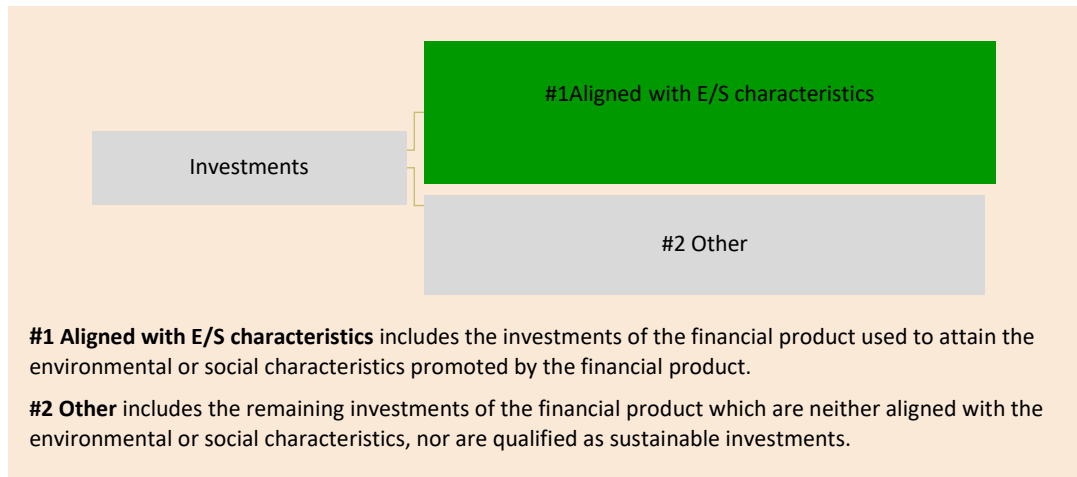 #1Aligned with E/S characteristics
Investments
#2 Other
#1 Aligned with E/S characteristics includes the investments of the financial product used to attain the
environmental or social characteristics promoted by the financial product.
#2 Other includes the remaining investments of the financial product which are neither aligned with the
environmental or social characteristics, nor are qualified as sustainable investments.